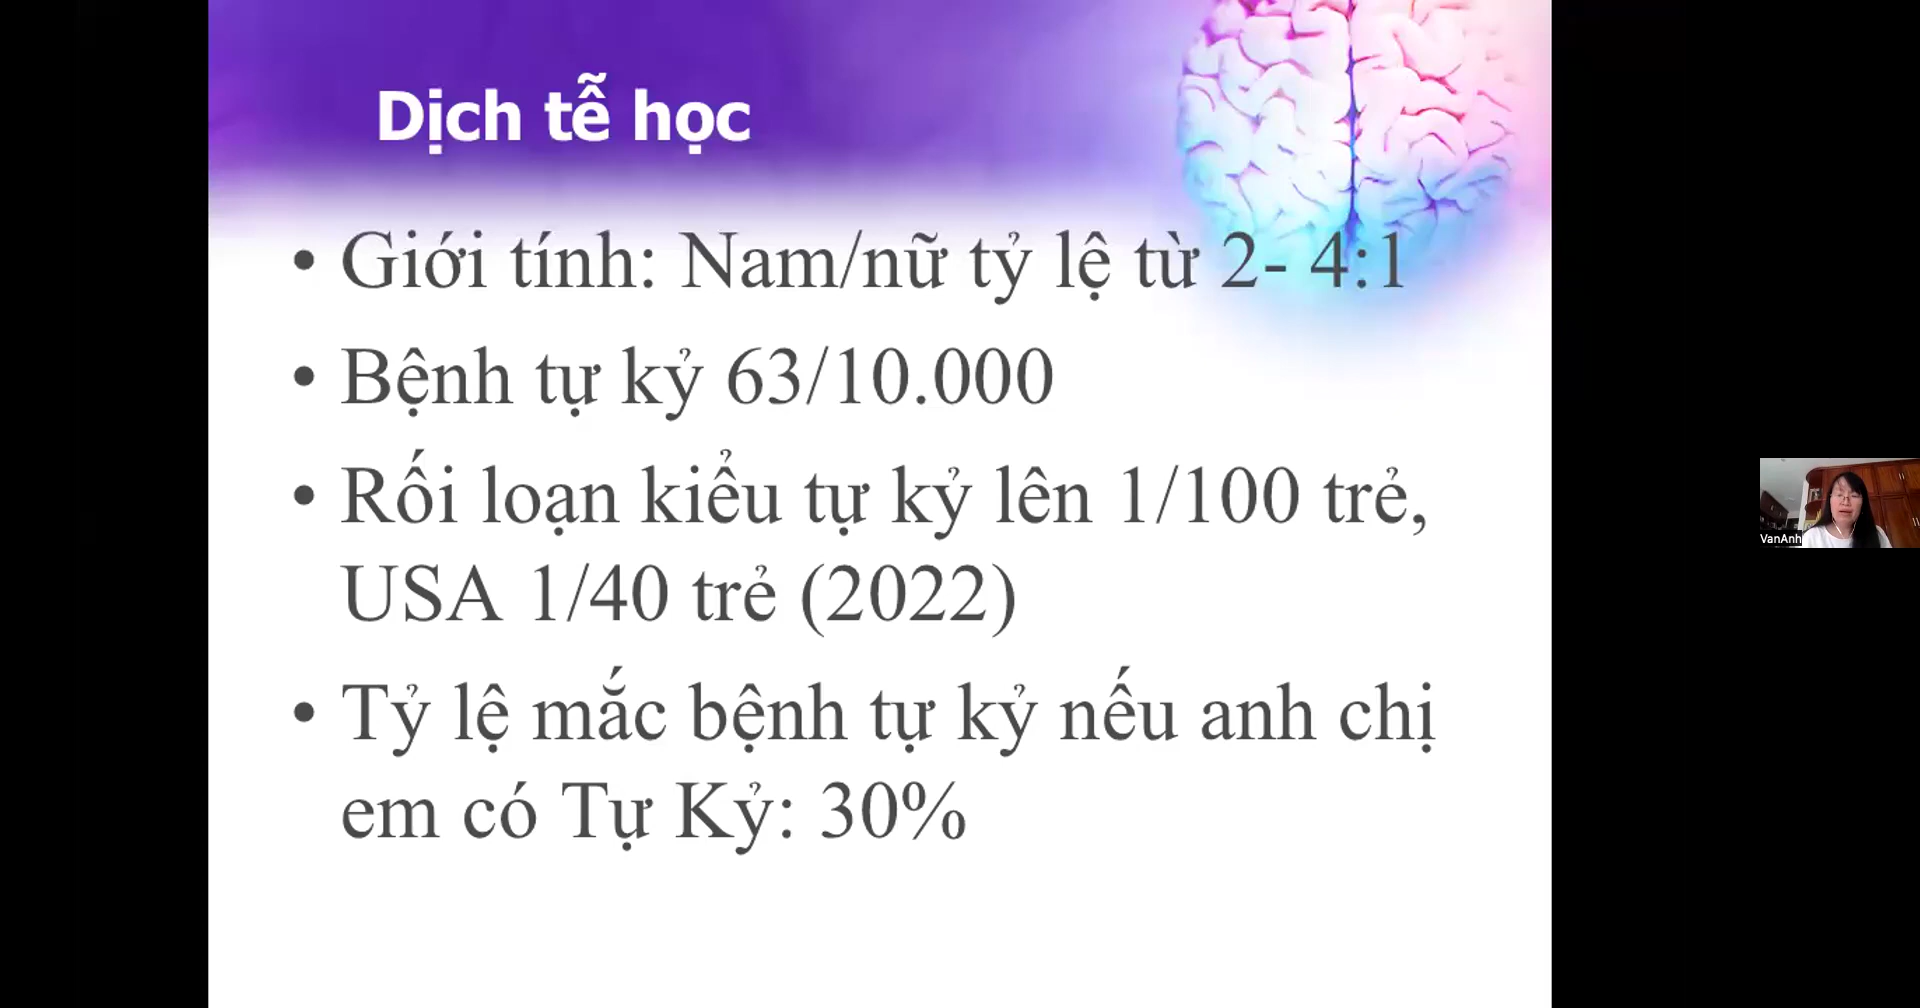 Dịch tễ học
• Giới tính: Nam/nữ tỷ lệ từ 2- 4:1
• Bệnh tự kỷ 63/10.000
• Rối loạn kiểu tự kỷ lên 1/100 trẻ,
USA 1/40 trẻ (2022)
• Tỷ lệ mắc bệnh tự kỷ nếu anh chị
em có Tự Kỷ: 30%
VanAnh